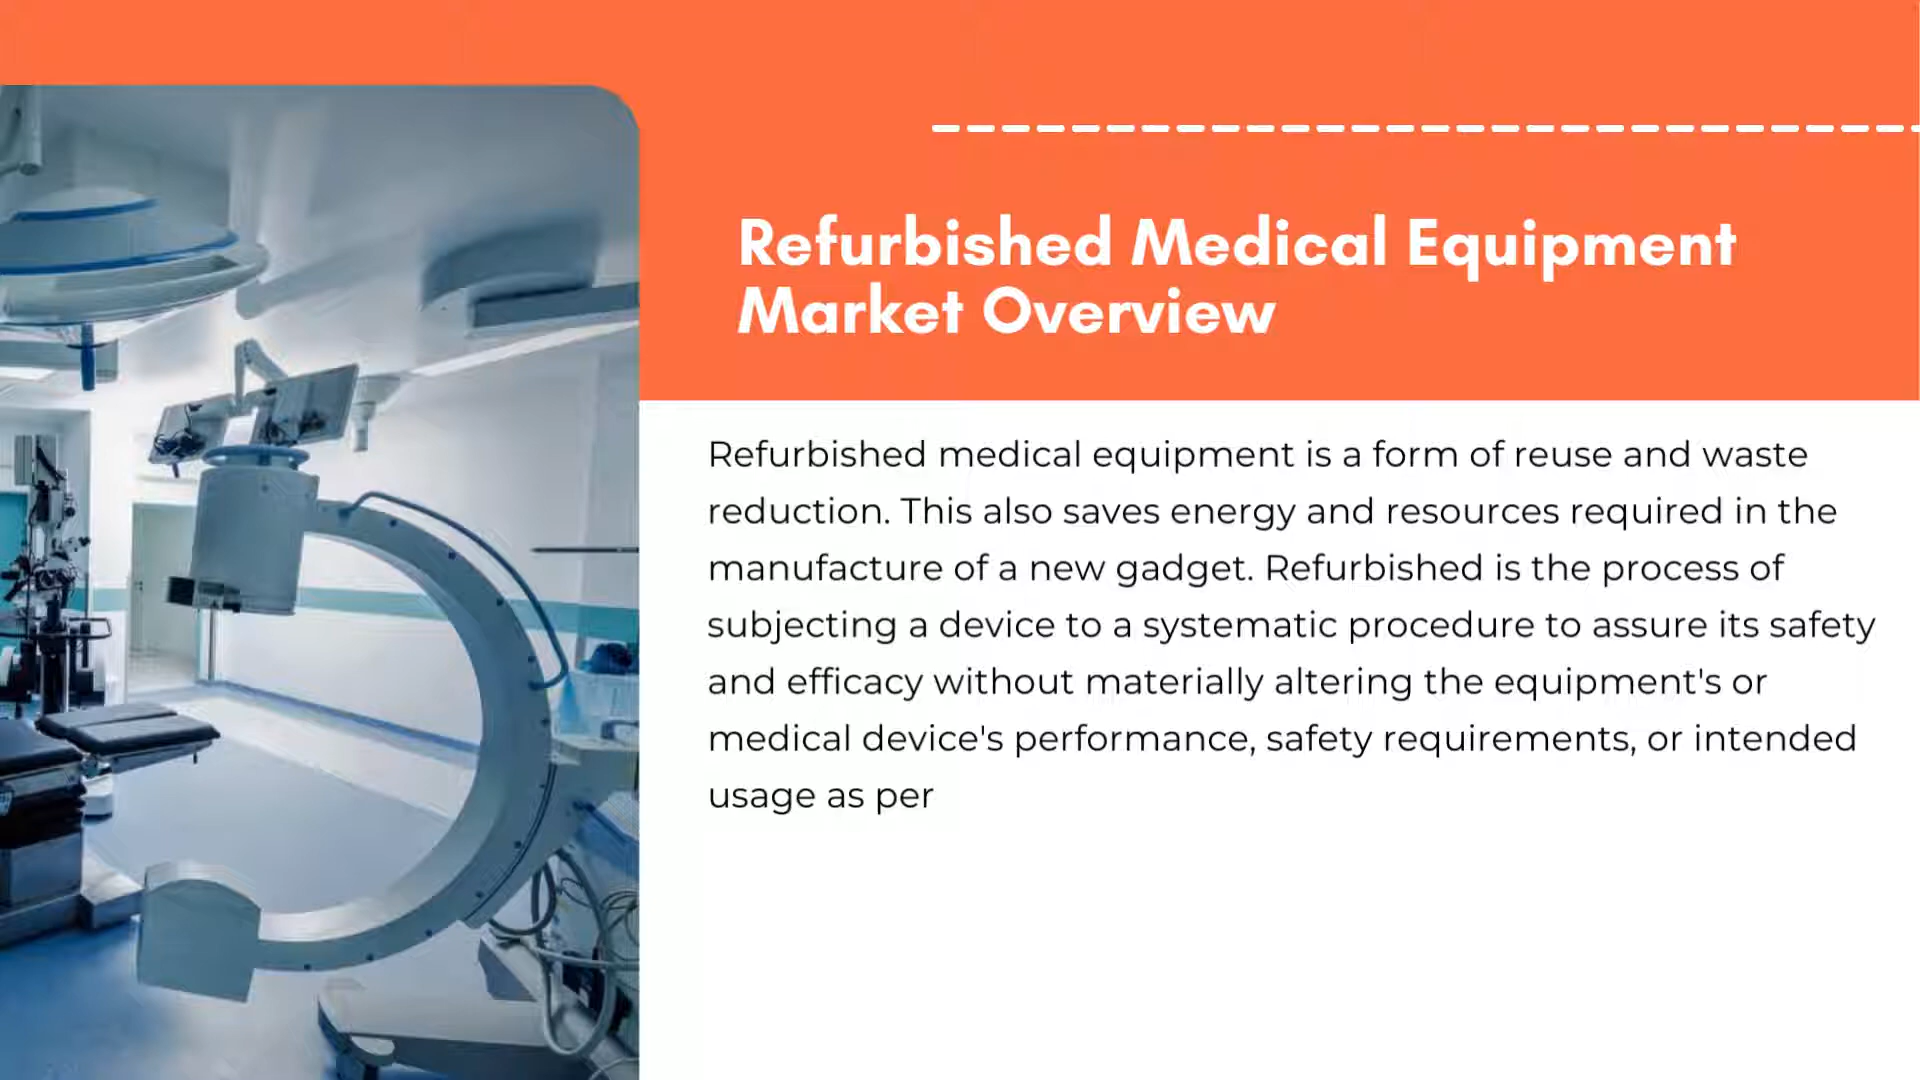 Refurbished Medical Equipment
Market Overview
Refurbished medical equipment is a form of reuse and waste
reduction. This also saves energy and resources required in the
manufacture of a new gadget. Refurbished is the process of
subjecting a device to a systematic procedure to assure its safety
and efficacy without materially altering the equipment's or
medical device's performance, safety requirements, or intended
usage as per